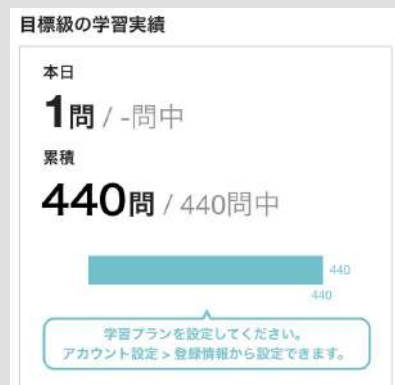 目標級の学習実績
本日
1問 / -問中
累積
440問 / 440問中
440
440
学習プランを設定してください。
アカウント設定 > 登録情報から設定できます。